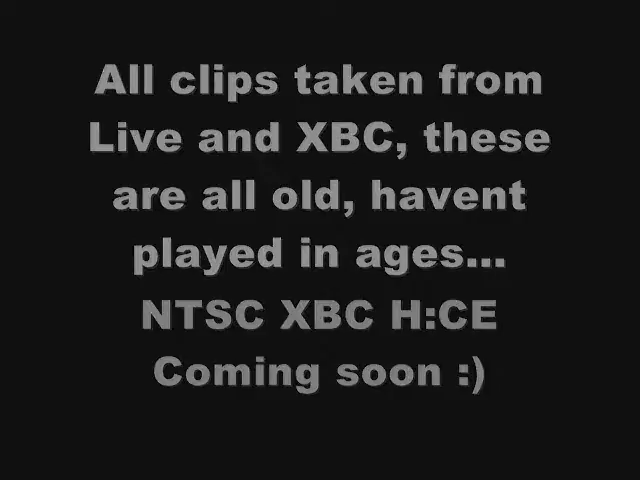 All clips taken from
Live and XBC, these
are all old, havent
played in ages...
NTSC XBC H:CE
Coming soon :)